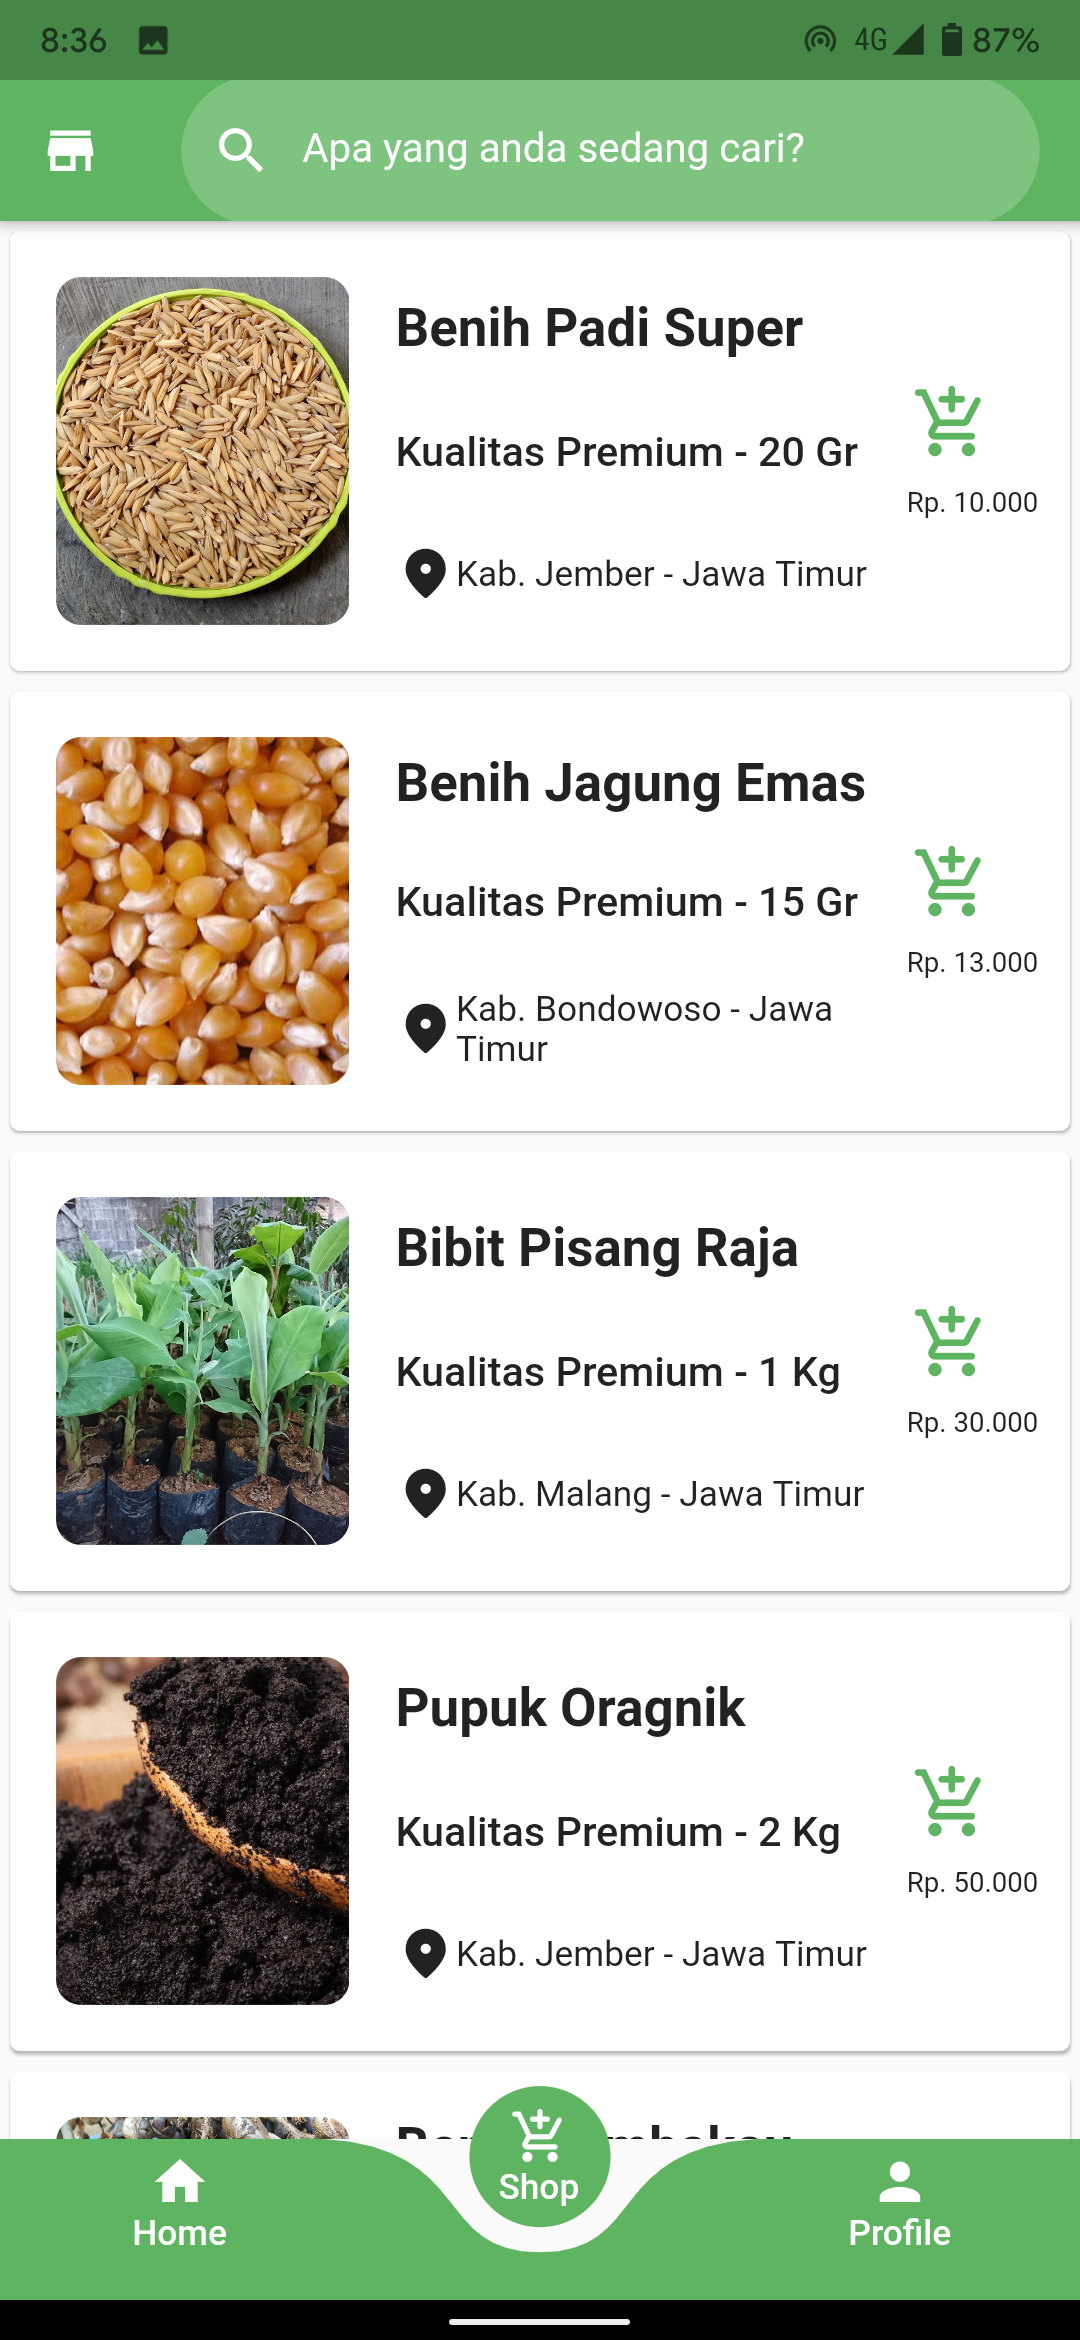 8:36
4G
87%
Apa yang anda sedang cari?
Benih Padi Super
Kualitas Premium - 20 Gr
Rp. 10.000
Kab. Jember - Jawa Timur
Benih Jagung Emas
Kualitas Premium - 15 Gr
Rp. 13.000
Kab. Bondowoso - Jawa
Timur
Bibit Pisang Raja
Kualitas Premium - 1 Kg
Rp. 30.000
Kab. Malang - Jawa Timur
Pupuk Oragnik
Kualitas Premium - 2 Kg
Rp. 50.000
Kab. Jember - Jawa Timur
Home
Shop
Profile